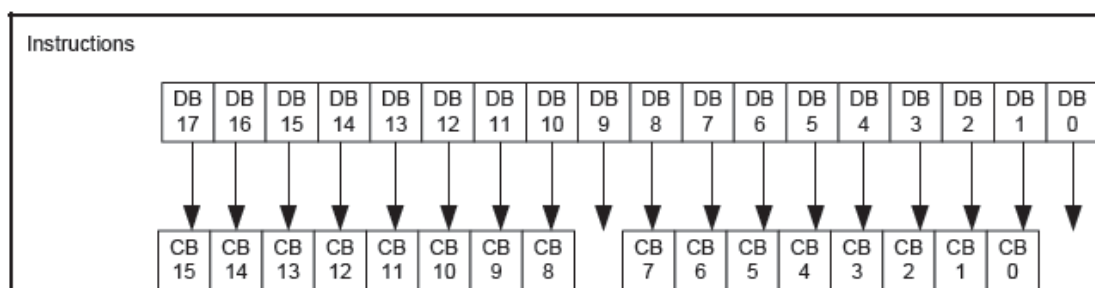 Instructions
DB DB DB DB DB DB DB DB DB DB DB DB DB DB DB DB DB DB
17 16 15 14 13 12 11 10 9 8 7 6 5 4 3 2 1 0
CB CB CB CB CB CB CB CB CB CB CB CB CB CB CB CB
15 14 13 12 11 10 9 8 7 6 5 4 3 2 1 0